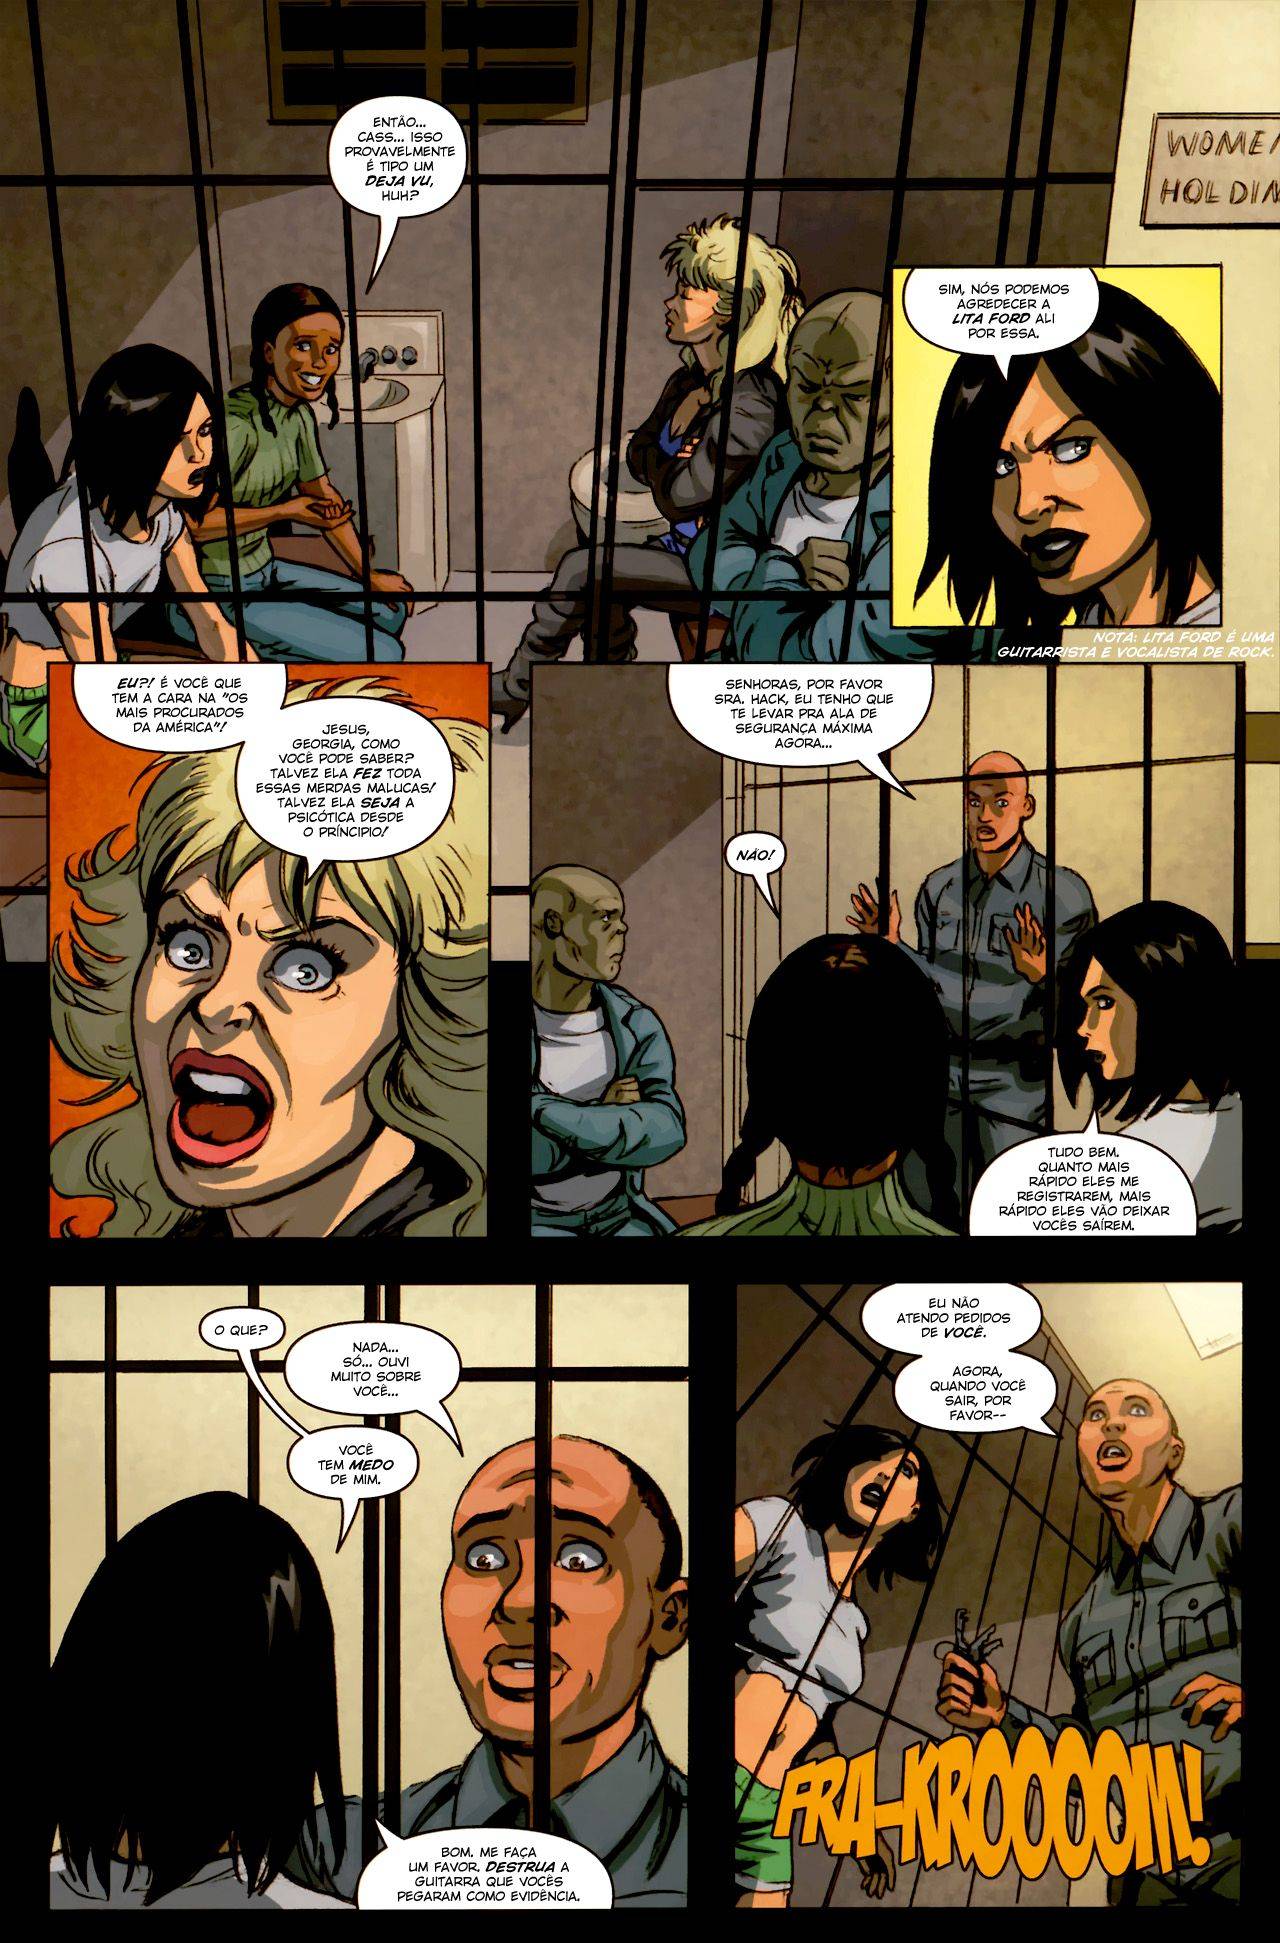 ENTÃO...
CASS... ISSO
PROVAVELMENTE
É TIPO UM
DEJA VU,
HUH?
WOMEN
HOLDIN
SIM, NÓS PODEMOS
AGREDECER A
LITA FORD ALI
POR ESSA.
NOTA: LITA FORD É UMA
GUITARRISTA E VOCALISTA DE ROCK.
EU?! É VOCÊ QUE
TEM A CARA NA "OS
MAIS PROCURADOS
DA AMÉRICA"!
JESUS,
GEORGIA, COMO
VOCÊ PODE SABER?
TALVEZ ELA FEZ TODA
ESSAS MERDAS MALUCAS!
TALVEZ ELA SEJA A
PSICÓTICA DESDE
O PRÍNCIPIO!
SENHORAS, POR FAVOR
SRA. HACK, EU TENHO QUE
TE LEVAR PRA ALA DE
SEGURANÇA MÁXIMA
AGORA...
NÃO!
TUDO BEM.
QUANTO MAIS
RÁPIDO ELES ME
REGISTRAREM, MAIS
RÁPIDO ELES VÃO DEIXAR
VOCÊS SAÍREM.
O QUE?
NADA...
SÓ... OUVI
MUITO SOBRE
VOCÊ...
VOCÊ
TEM MEDO
DE MIM.
BOM. ME FAÇA
UM FAVOR. DESTRUA A
GUITARRA QUE VOCÊS
PEGARAM COMO EVIDÊNCIA.
EU NÃO
ATENDO PEDIDOS
DE VOCÊ.
AGORA,
QUANDO VOCÊ
SAIR, POR
FAVOR--
FRA-KROOOOOM!